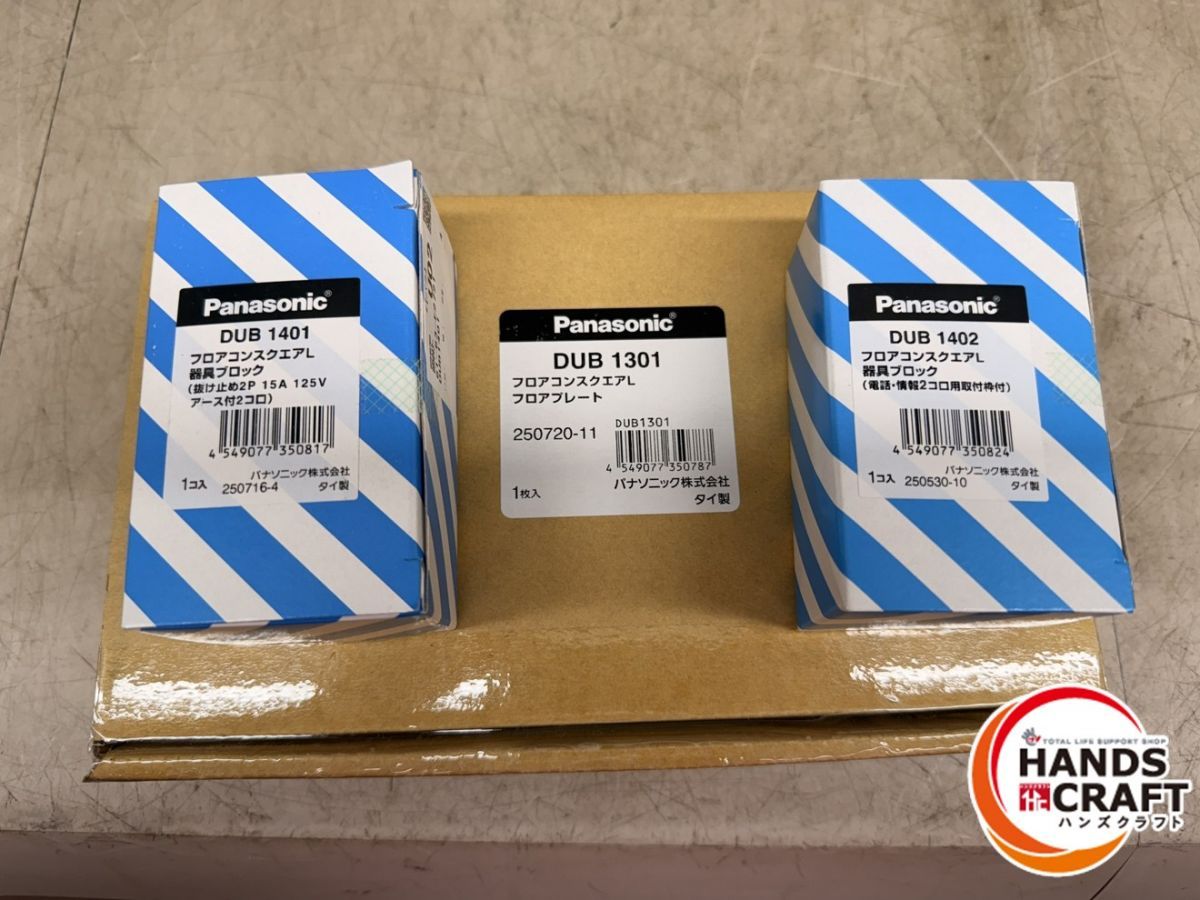 Panasonic®
DUB 1401
フロアコンスクエアL
器具ブロック
(抜け止め2P 15A 125V
アース付2コ口)
4 549077 350817
パナソニック株式会社
1コ入 250716-4 タイ製
Panasonic®
DUB 1301
フロアコンスクエアL
フロアプレート
DUB1301
250720-11
4 549077 350787
パナソニック株式会社
1枚入 タイ製
Panasonic®
DUB 1402
フロアコンスクエアL
器具ブロック
(電話・情報2コ口用取付枠付)
4 549077 350824
パナソニック株式会社
1コ入 250530-10 タイ製
TOTAL LIFE SUPPORT SHOP
HANDS
CRAFT
ハンズクラフト